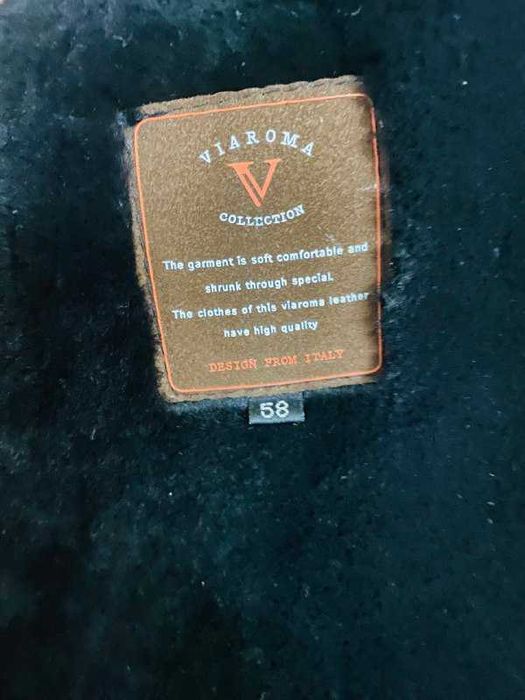 VIAROMA
V
COLLECTION
The garment is soft comfortable and
shrunk through special.
The clothes of this viaroma leather
have high quality
DESIGN FROM ITALY
58